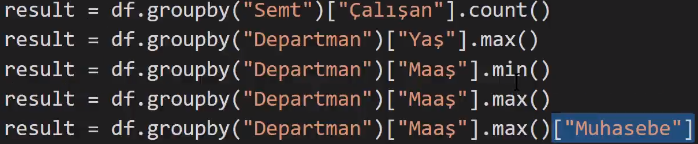 result = df.groupby("Semt")["Çalışan"].count()
result = df.groupby("Departman")["Yaş"].max()
result = df.groupby("Departman")["Maaş"].min()
result = df.groupby("Departman")["Maaş"].max()
result = df.groupby("Departman")["Maaş"].max()["Muhasebe"]